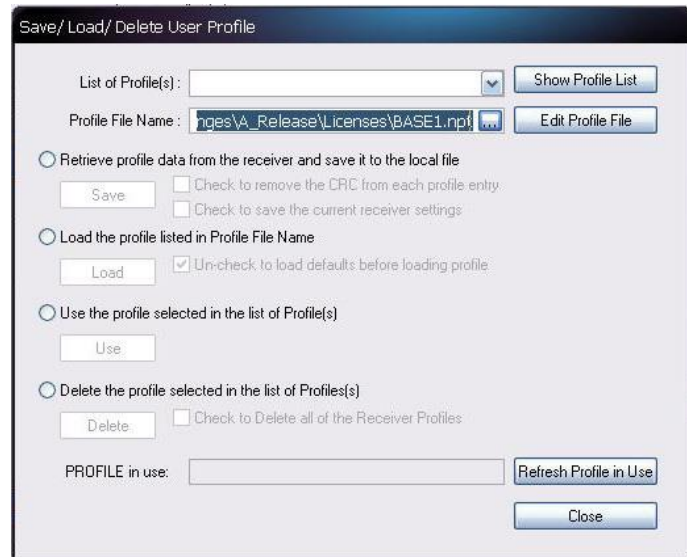 Save/ Load/ Delete User Profile
List of Profile(s) :
Show Profile List
Profile File Name : nges\A_Release\Licenses\BASE1.npf ...
Edit Profile File
Retrieve profile data from the receiver and save it to the local file
Save
Check to remove the CRC from each profile entry
Check to save the current receiver settings
Load the profile listed in Profile File Name
Load
Un-check to load defaults before loading profile
Use the profile selected in the list of Profile(s)
Use
Delete the profile selected in the list of Profiles(s)
Delete
Check to Delete all of the Receiver Profiles
PROFILE in use:
Refresh Profile in Use
Close